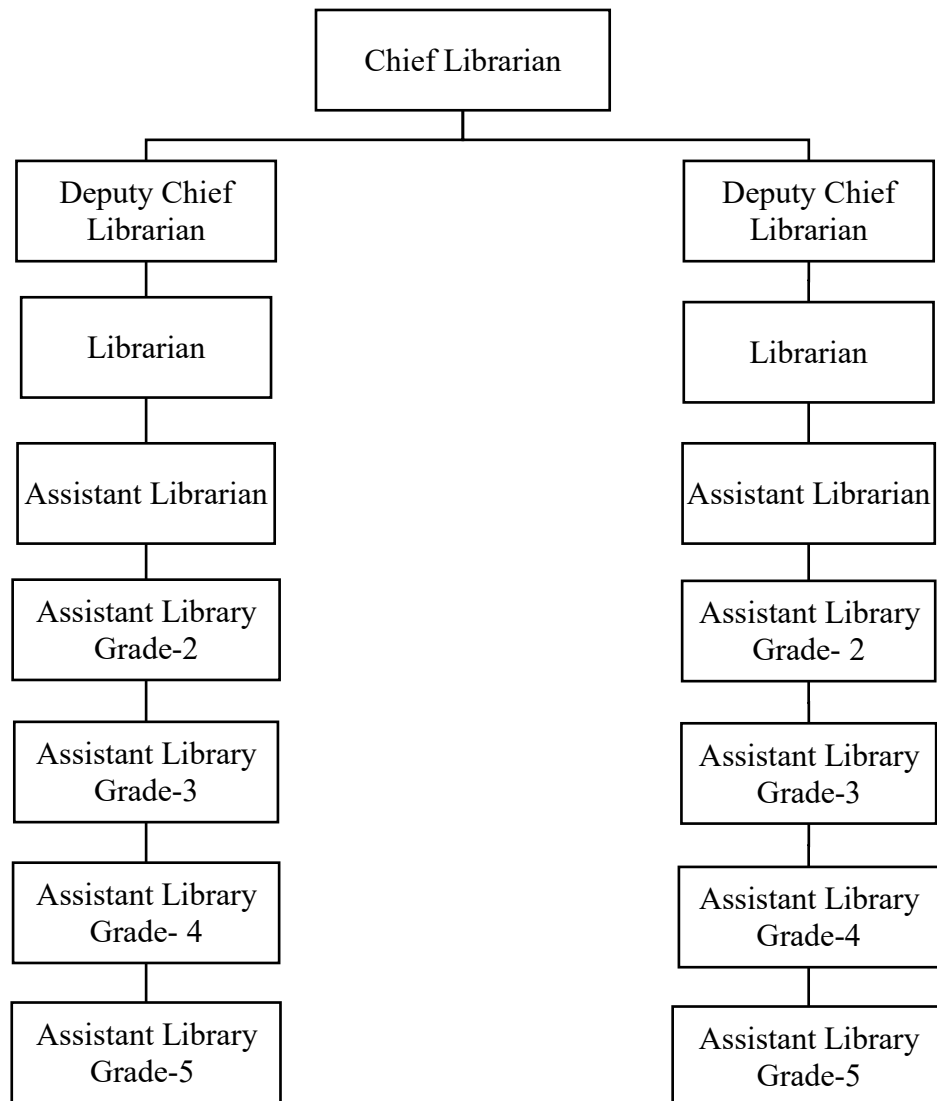 Chief Librarian
Deputy Chief
Librarian
Deputy Chief
Librarian
Librarian
Librarian
Assistant Librarian
Assistant Librarian
Assistant Library
Grade-2
Assistant Library
Grade- 2
Assistant Library
Grade-3
Assistant Library
Grade-3
Assistant Library
Grade- 4
Assistant Library
Grade-4
Assistant Library
Grade-5
Assistant Library
Grade-5